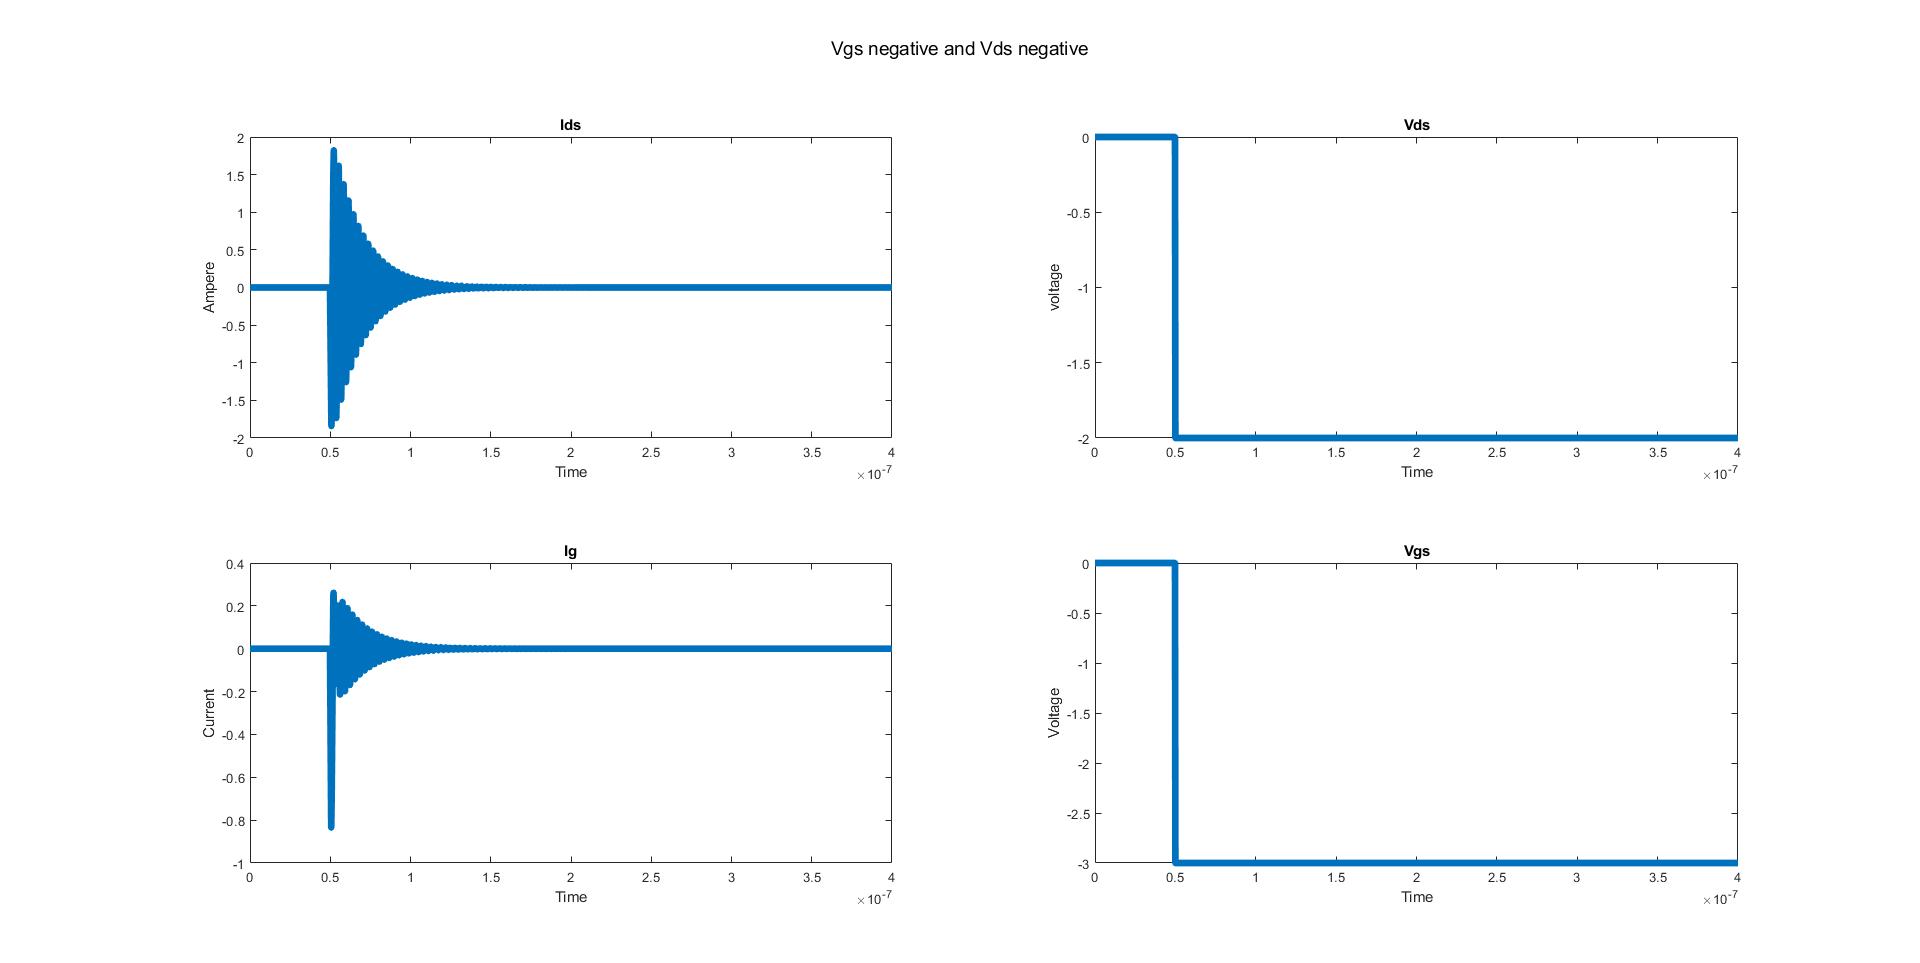 Vgs negative and Vds negative
Ids
2
1.5
1
0.5
0
-0.5
-1
-1.5
-2
Ampere
0 0.5 1 1.5 2 2.5 3 3.5 4
Time
×10-7
Vds
0
-0.5
-1
-1.5
-2
voltage
0 0.5 1 1.5 2 2.5 3 3.5 4
Time
×10-7
Ig
0.4
0.2
0
-0.2
-0.4
-0.6
-0.8
-1
Current
0 0.5 1 1.5 2 2.5 3 3.5 4
Time
×10-7
Vgs
0
-0.5
-1
-1.5
-2
-2.5
-3
Voltage
0 0.5 1 1.5 2 2.5 3 3.5 4
Time
×10-7